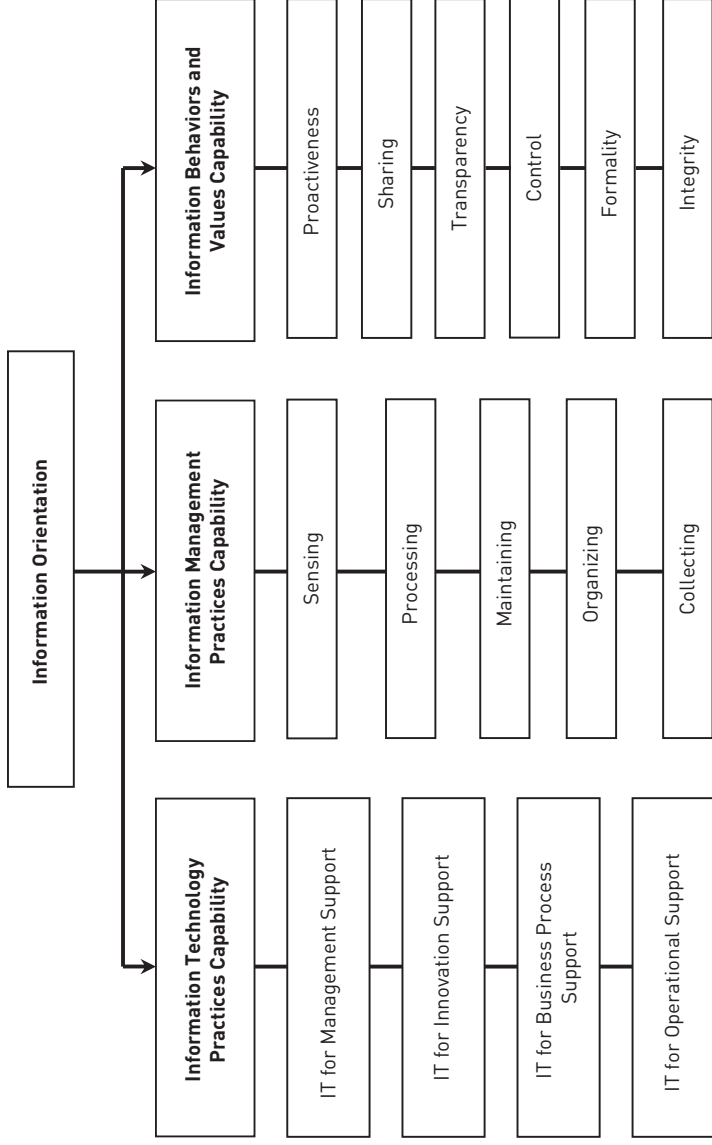 Information Orientation
Information Technology
Practices Capability
IT for Management Support
IT for Innovation Support
IT for Business Process
Support
IT for Operational Support
Information Management
Practices Capability
Sensing
Processing
Maintaining
Organizing
Collecting
Information Behaviors and
Values Capability
Proactiveness
Sharing
Transparency
Control
Formality
Integrity